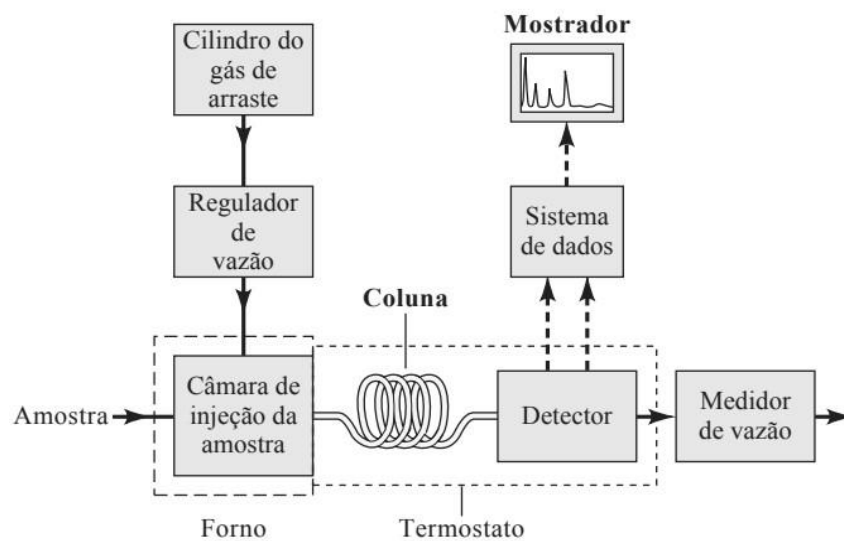 Mostrador
Cilindro do
gás de
arraste
Regulador
de
vazão
Sistema
de dados
Coluna
Amostra
Câmara de
injeção da
amostra
Detector
Medidor
de vazão
Forno
Termostato